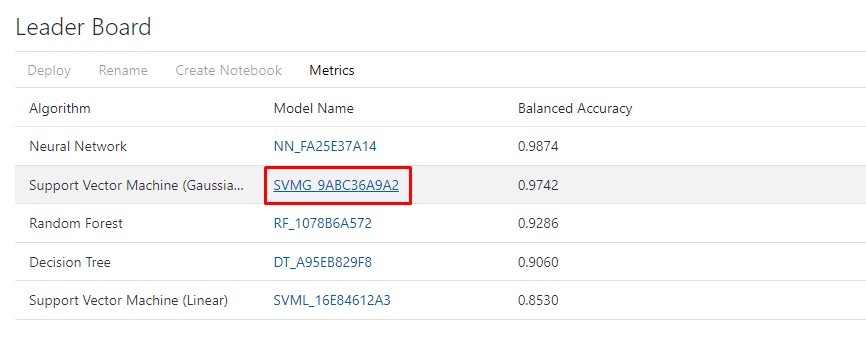 Leader Board
Deploy Rename Create Notebook Metrics
Algorithm Model Name Balanced Accuracy
Neural Network NN_FA25E37A14 0.9874
Support Vector Machine (Gaussia... SVMG_9ABC36A9A2 0.9742
Random Forest RF_1078B6A572 0.9286
Decision Tree DT_A95EB829F8 0.9060
Support Vector Machine (Linear) SVML_16E84612A3 0.8530